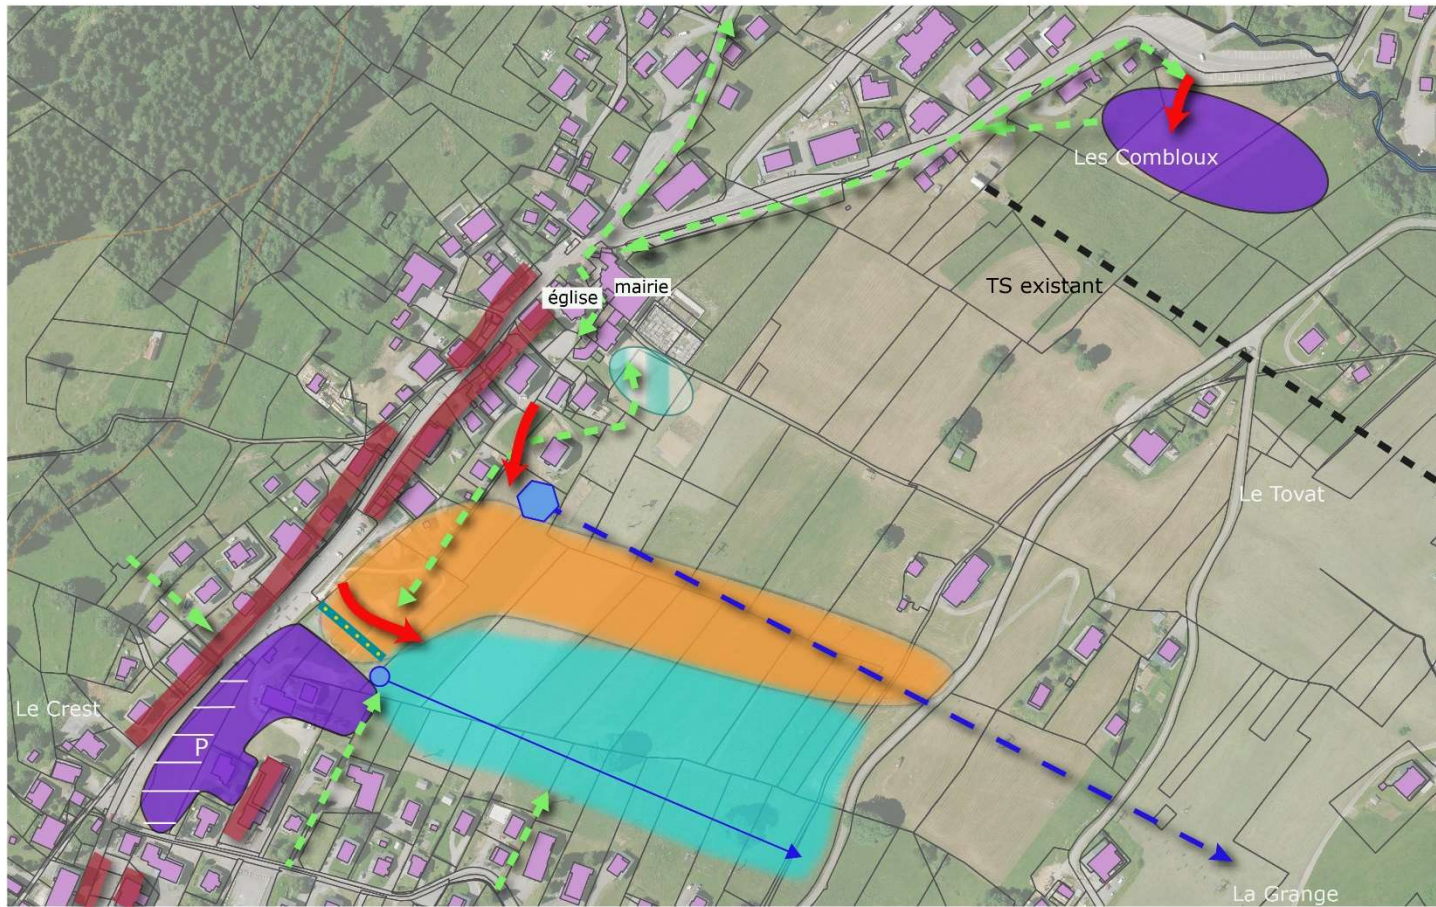 Les Combloux
TS existant
mairie
église
Le Tovat
Le Crest
P
La Grange